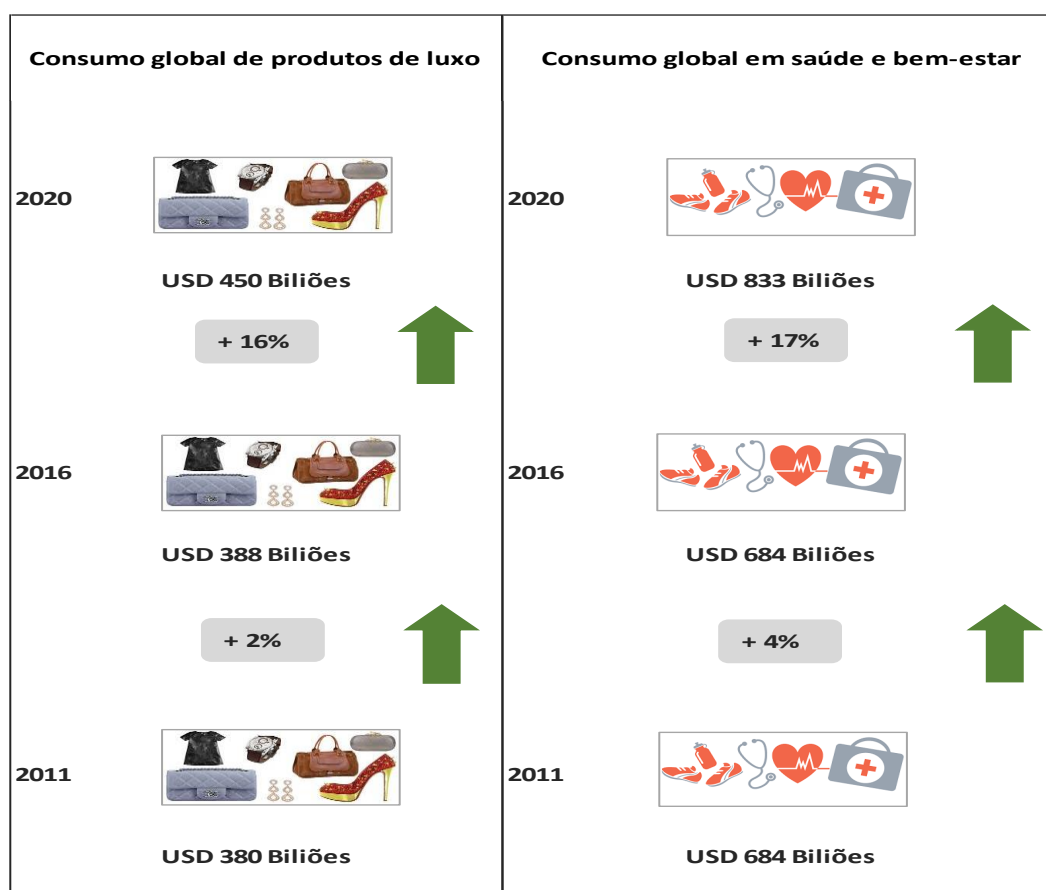 Consumo global de produtos de luxo
2020
USD 450 Biliões
+ 16%
2016
USD 388 Biliões
+ 2%
2011
USD 380 Biliões
Consumo global em saúde e bem-estar
2020
USD 833 Biliões
+ 17%
2016
USD 684 Biliões
+ 4%
2011
USD 684 Biliões